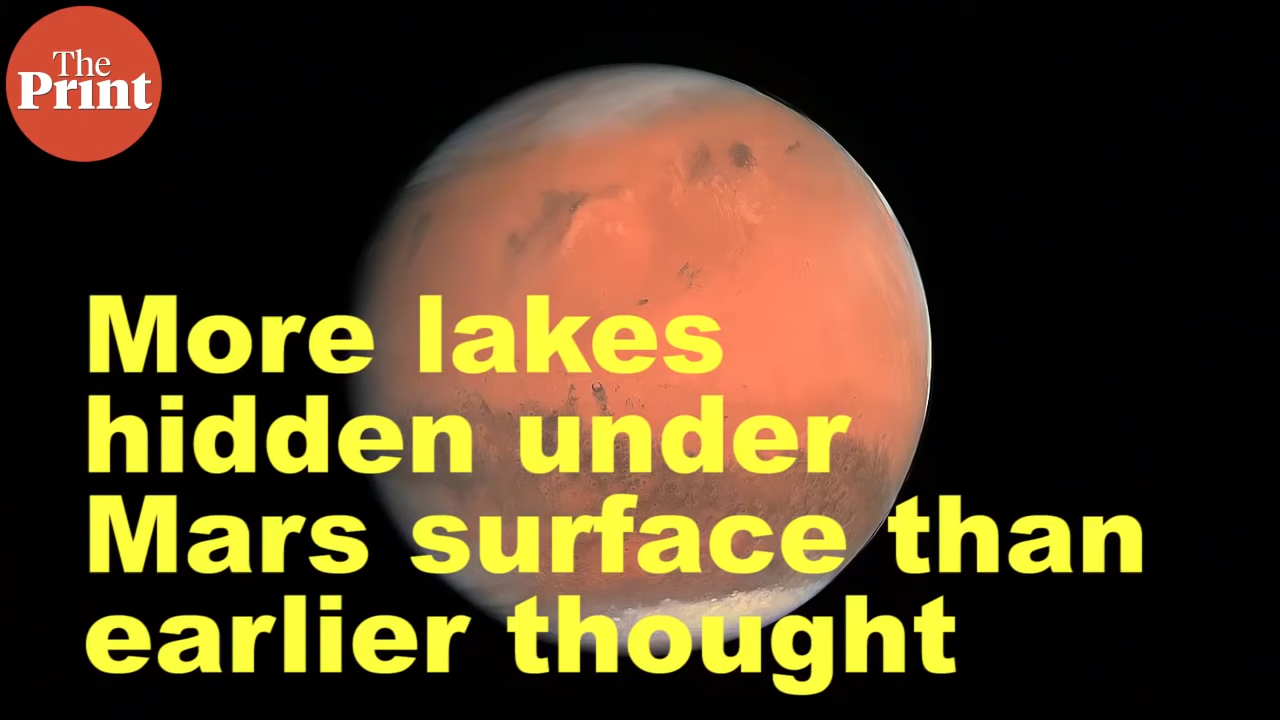 The
Print
More lakes
hidden under
Mars surface than
earlier thought